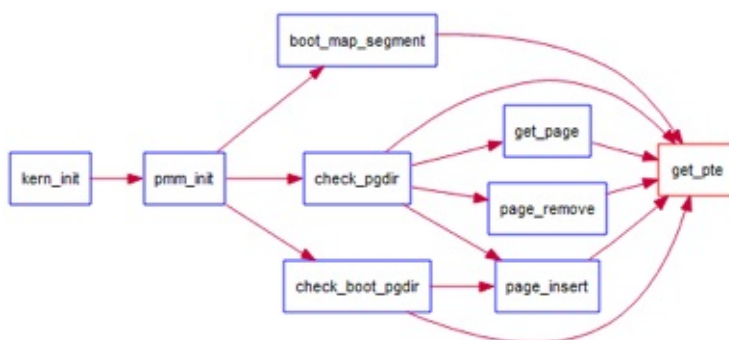 boot_map_segment
get_page
kern_init
pmm_init
check_pgdir
get_pte
page_remove
check_boot_pgdir
page_insert